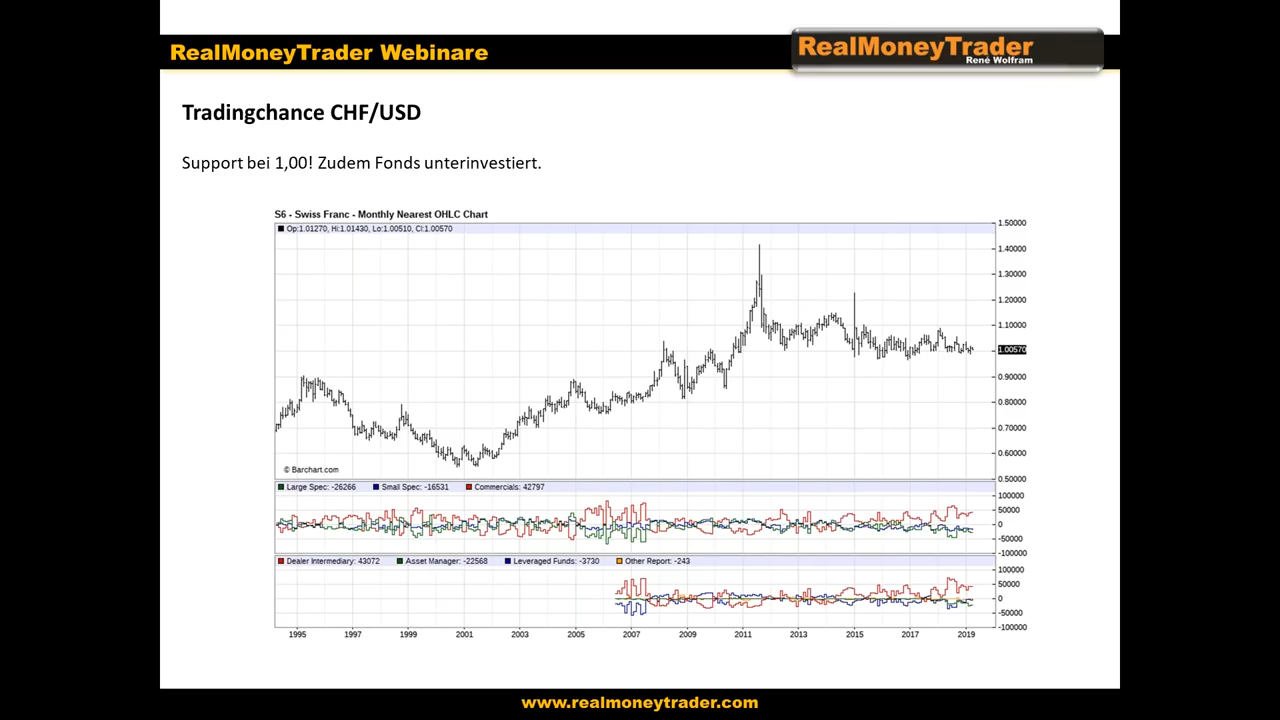 RealMoneyTrader Webinare
RealMoneyTrader
René Wolfram
Tradingchance CHF/USD
Support bei 1,00! Zudem Fonds unterinvestiert.
S6 - Swiss Franc - Monthly Nearest OHLC Chart
Op:1.01270, Hi:1.01430, Lo:1.00510, Cl:1.00570
1.50000
1.40000
1.30000
1.20000
1.10000
1.00570
0.90000
0.80000
0.70000
0.60000
0.50000
© Barchart.com
Large Spec: -26266 Small Spec: -16531 Commercials: 42797
100000
50000
0
-50000
-100000
Dealer Intermediary: 43072 Asset Manager: -22568 Leveraged Funds: -3730 Other Report: -243
100000
50000
0
-50000
-100000
1995 1997 1999 2001 2003 2005 2007 2009 2011 2013 2015 2017 2019
www.realmoneytrader.com